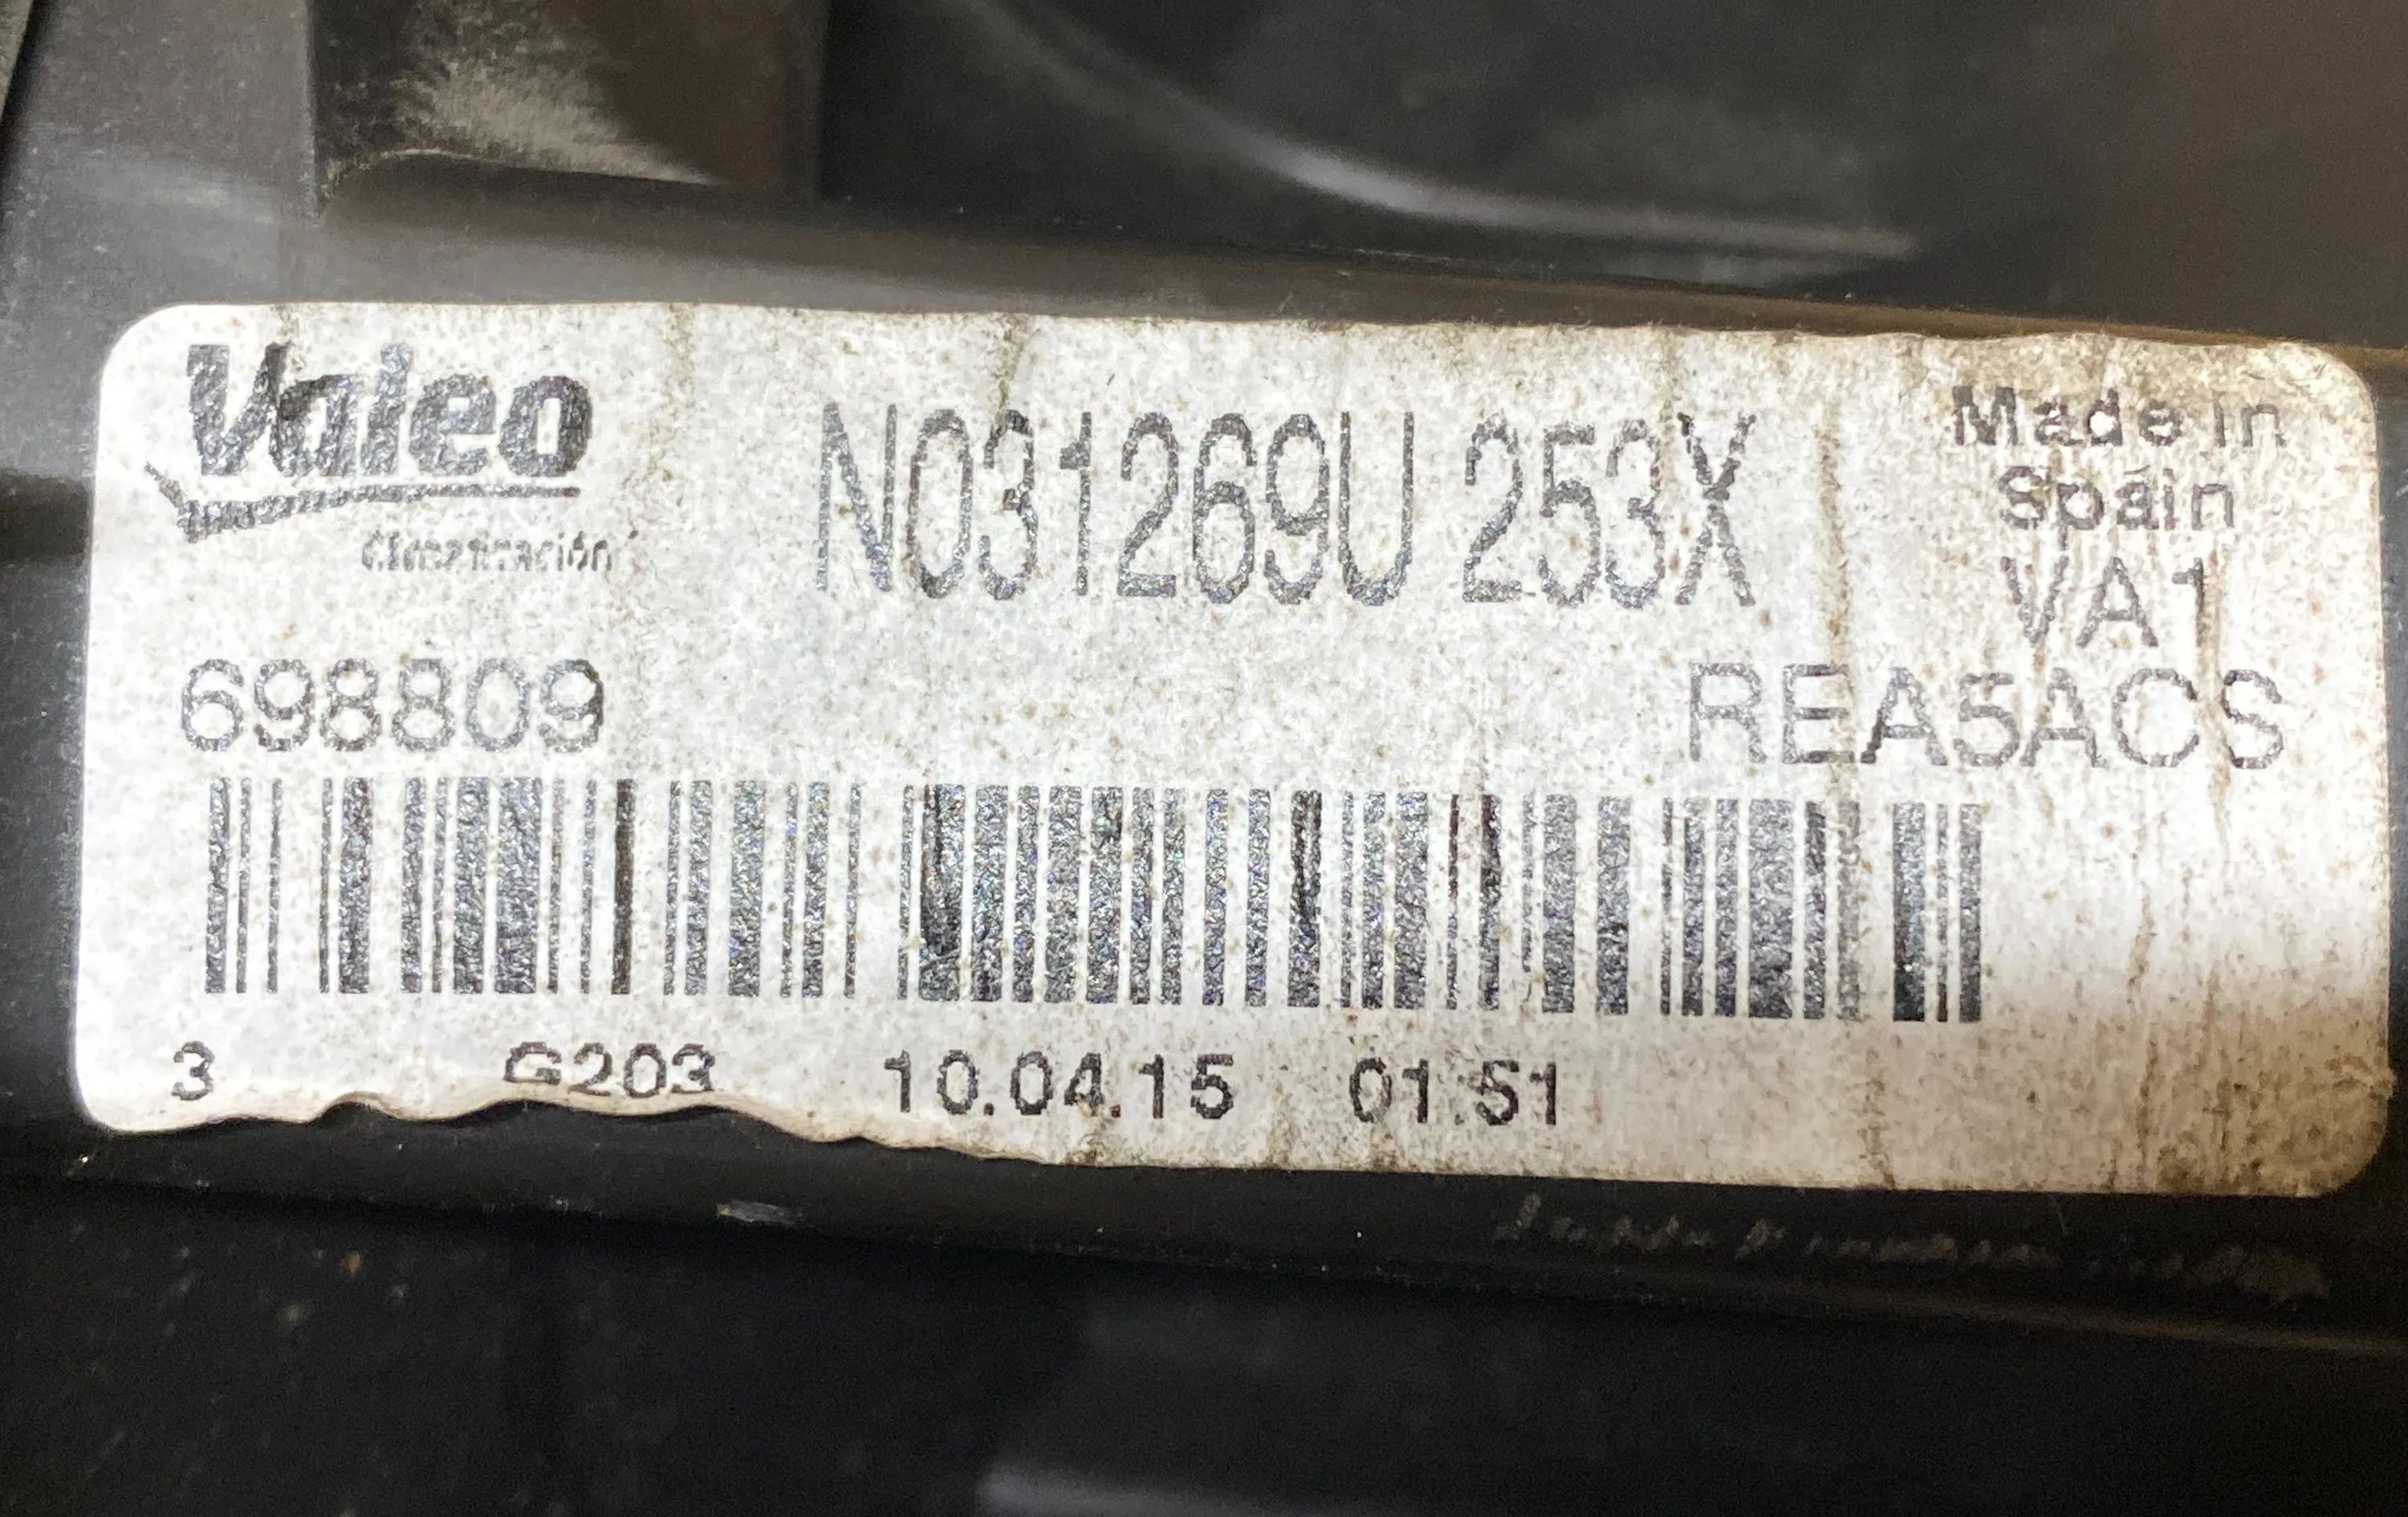 Valeo
Climatización
N031269U 253X
Made in
Spain
VA1
698809
REA5ACS
3 G203 10.04.15 01:51